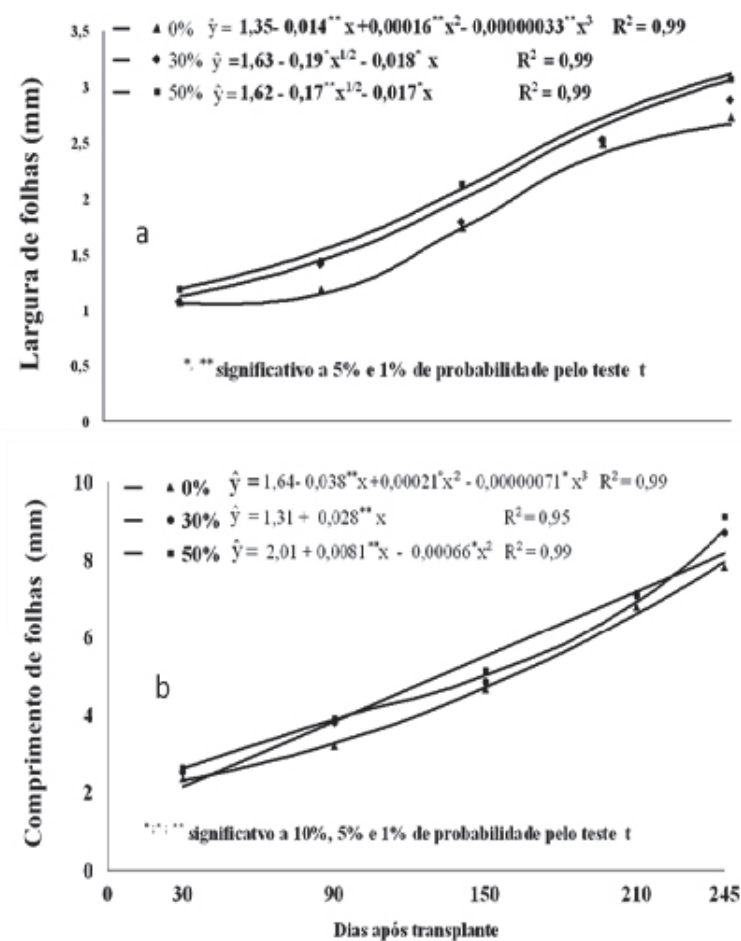 0% ŷ = 1,35- 0,014** x+0,00016**x²- 0,00000033**x³ R² = 0,99
30% ŷ =1,63 - 0,19*x1/2 - 0,018* x R² = 0,99
50% ŷ =1,62 - 0,17**x1/2- 0,017*x R² = 0,99
Largura de folhas (mm)
3,5
3
2,5
2
1,5
1
0,5
0
a
*, ** significativo a 5% e 1% de probabilidade pelo teste t
0% ŷ = 1,64- 0,038**x+0,00021*x² - 0,00000071* x³ R²= 0,99
30% ŷ = 1,31 + 0,028** x R²= 0,95
50% ŷ = 2,01 + 0,0081**x - 0,00066*x² R²= 0,99
Comprimento de folhas (mm)
10
8
6
4
2
0
b
significatvo a 10%, 5% e 1% de probabilidade pelo teste t
0 30 90 150 210 245
Dias após transplante